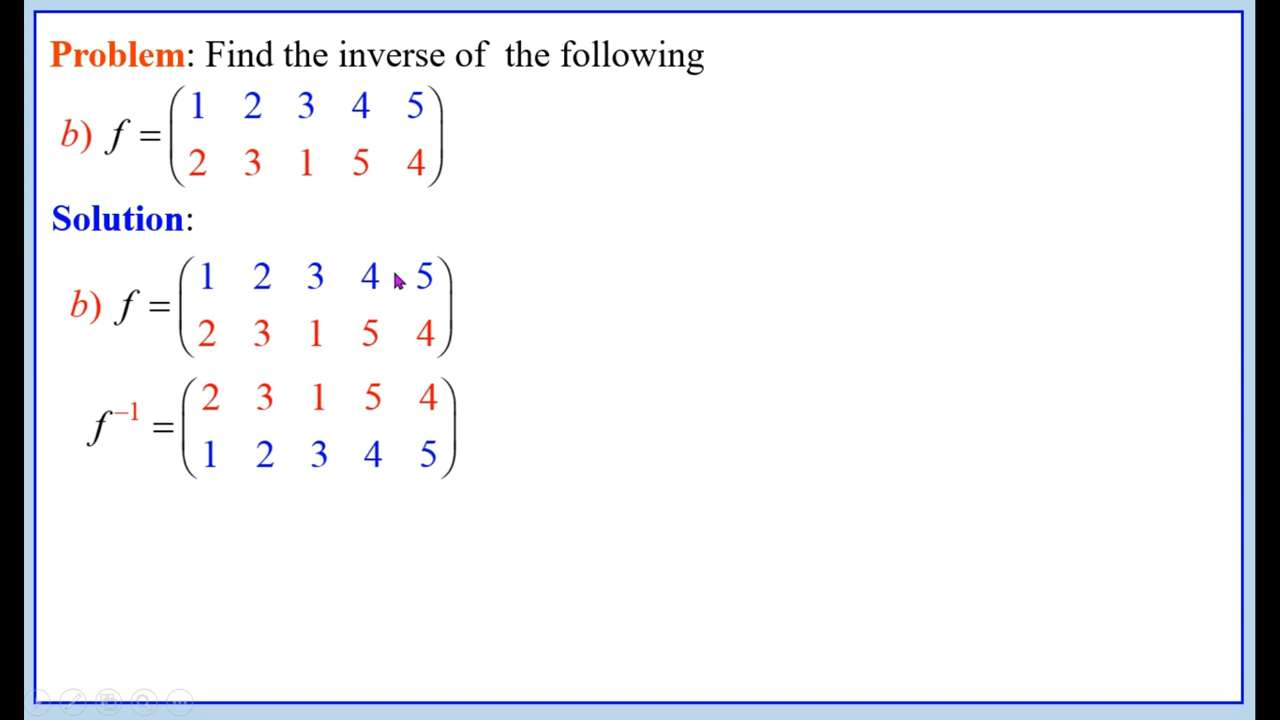 Problem: Find the inverse of the following
b) f = ( 1 2 3 4 5
2 3 1 5 4 )
Solution:
b) f = ( 1 2 3 4 5
2 3 1 5 4 )
f⁻¹ = ( 2 3 1 5 4
1 2 3 4 5 )